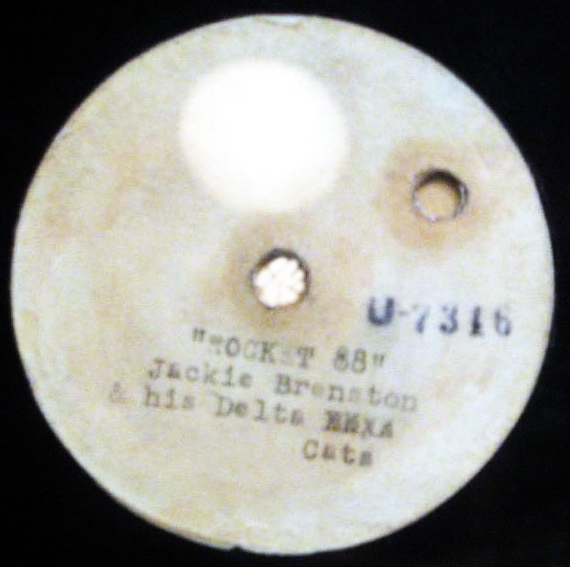 U-7316
"ROCKET 88"
Jackie Brenston
& his Delta
Cats